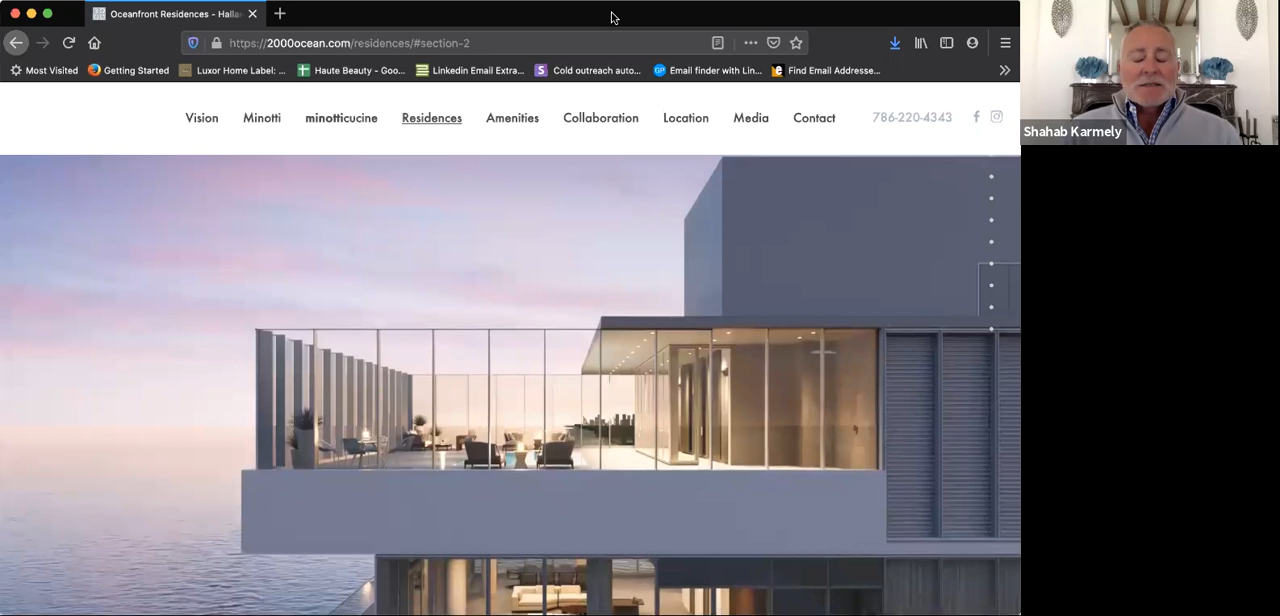 Oceanfront Residences - Halla
https://2000ocean.com/residences/#section-2
Most Visited
Getting Started
Luxor Home Label: ...
Haute Beauty - Goo...
Linkedin Email Extra...
Cold outreach auto...
Email finder with Lin...
Find Email Addresse...
Vision
Minotti
minotticucine
Residences
Amenities
Collaboration
Location
Media
Contact
786-220-4343
Shahab Karmely